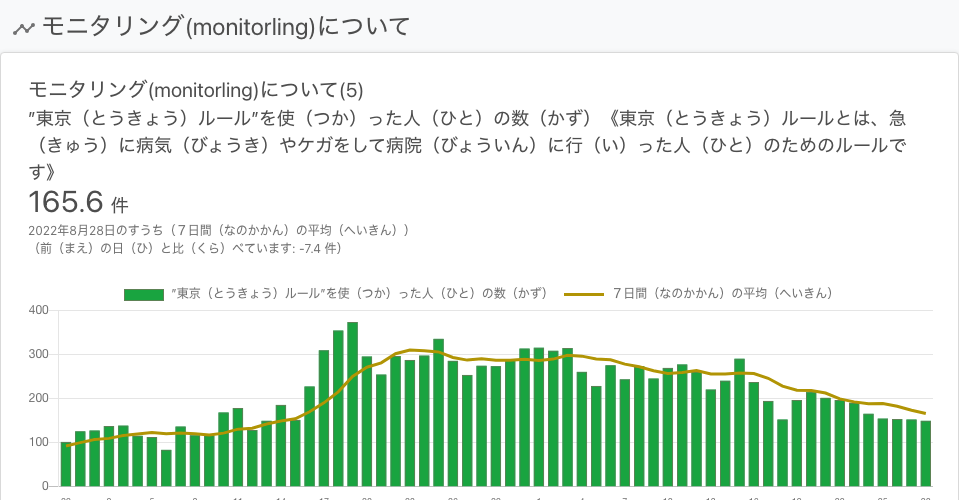 モニタリング(monitorling)について
モニタリング(monitorling)について(5)
”東京（とうきょう）ルール”を使（つか）った人（ひと）の数（かず）《東京（とうきょう）ルールとは、急
（きゅう）に病気（びょうき）やケガをして病院（びょういん）に行（い）った人（ひと）のためのルールで
す》
165.6 件
2022年8月28日のすうち（７日間（なのかかん）の平均（へいきん））
（前（まえ）の日（ひ）と比（くら）べています: -7.4 件）
”東京（とうきょう）ルール”を使（つか）った人（ひと）の数（かず） ７日間（なのかかん）の平均（へいきん）
400
300
200
100
0